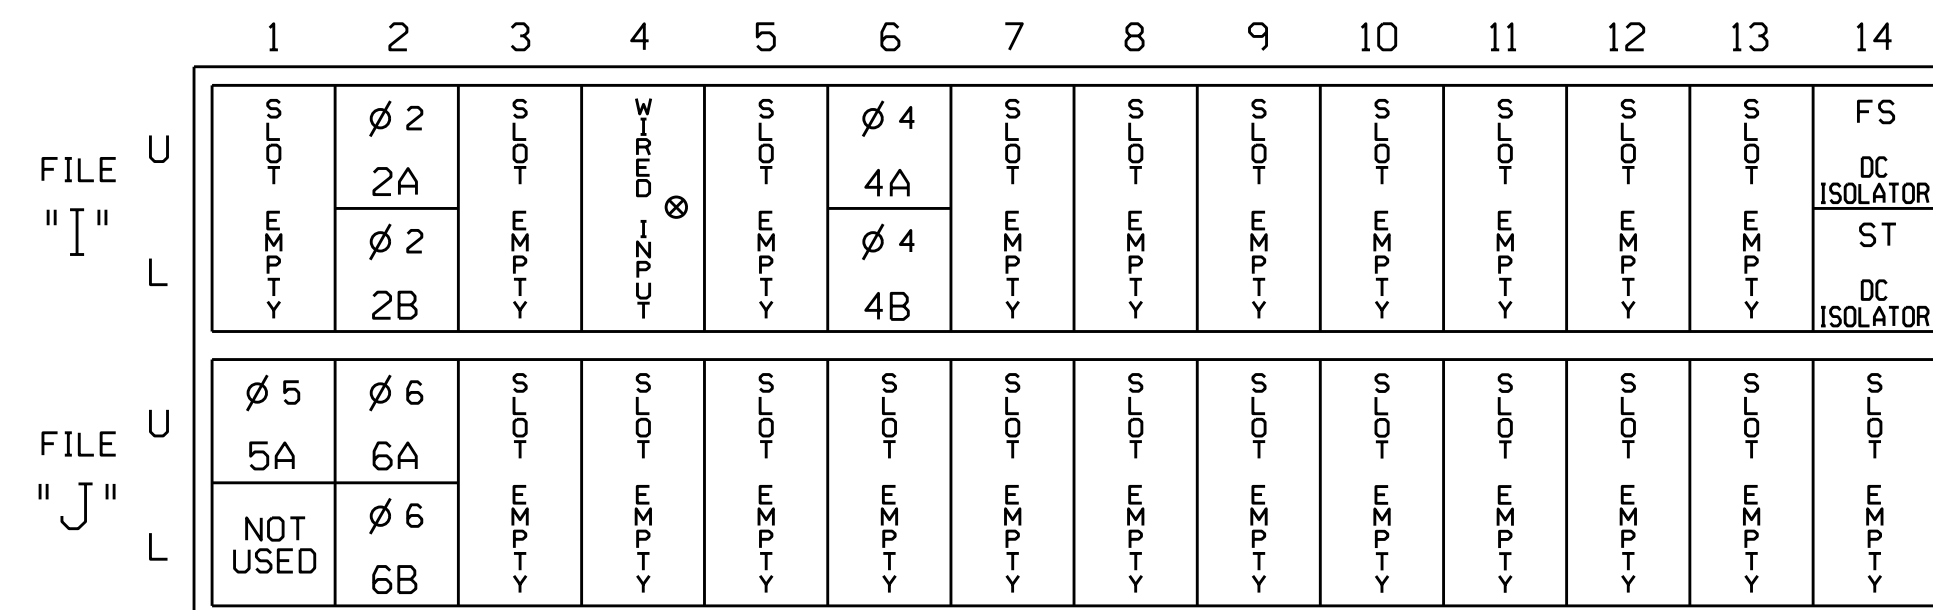 1 2 3 4 5 6 7 8 9 10 11 12 13 14
FILE "I"
U
L
SLOT EMPTY
Ø 2
2A
Ø 2
2B
SLOT EMPTY
WIRED INPUT
SLOT EMPTY
Ø 4
4A
Ø 4
4B
SLOT EMPTY
SLOT EMPTY
SLOT EMPTY
SLOT EMPTY
SLOT EMPTY
SLOT EMPTY
SLOT EMPTY
FS
DC
ISOLATOR
ST
DC
ISOLATOR
FILE "J"
U
L
Ø 5
5A
NOT
USED
Ø 6
6A
Ø 6
6B
SLOT EMPTY
SLOT EMPTY
SLOT EMPTY
SLOT EMPTY
SLOT EMPTY
SLOT EMPTY
SLOT EMPTY
SLOT EMPTY
SLOT EMPTY
SLOT EMPTY
SLOT EMPTY
SLOT EMPTY